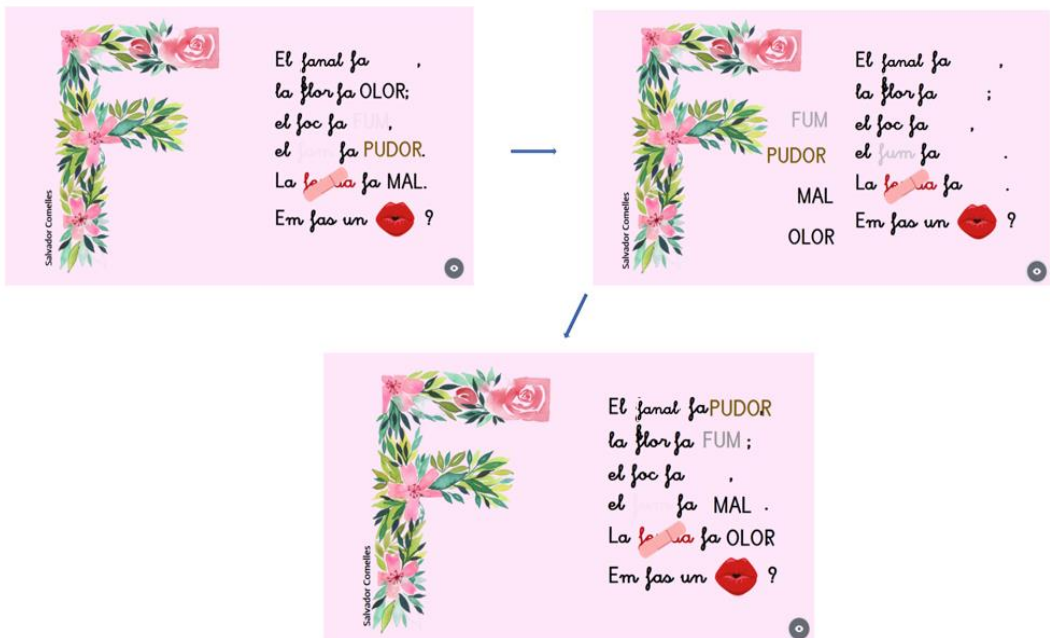 El fanal fa ,
la flor fa OLOR;
el foc fa FUM,
el fum fa PUDOR.
La fa MAL.
Em fas un ?
Salvador Comelles
FUM
PUDOR
MAL
OLOR
El fanal fa ,
la flor fa ;
el foc fa ,
el fum fa .
La fa .
Em fas un ?
Salvador Comelles
El fanal fa PUDOR,
la flor fa FUM ;
el foc fa ,
el fa MAL .
La fa OLOR
Em fas un ?
Salvador Comelles